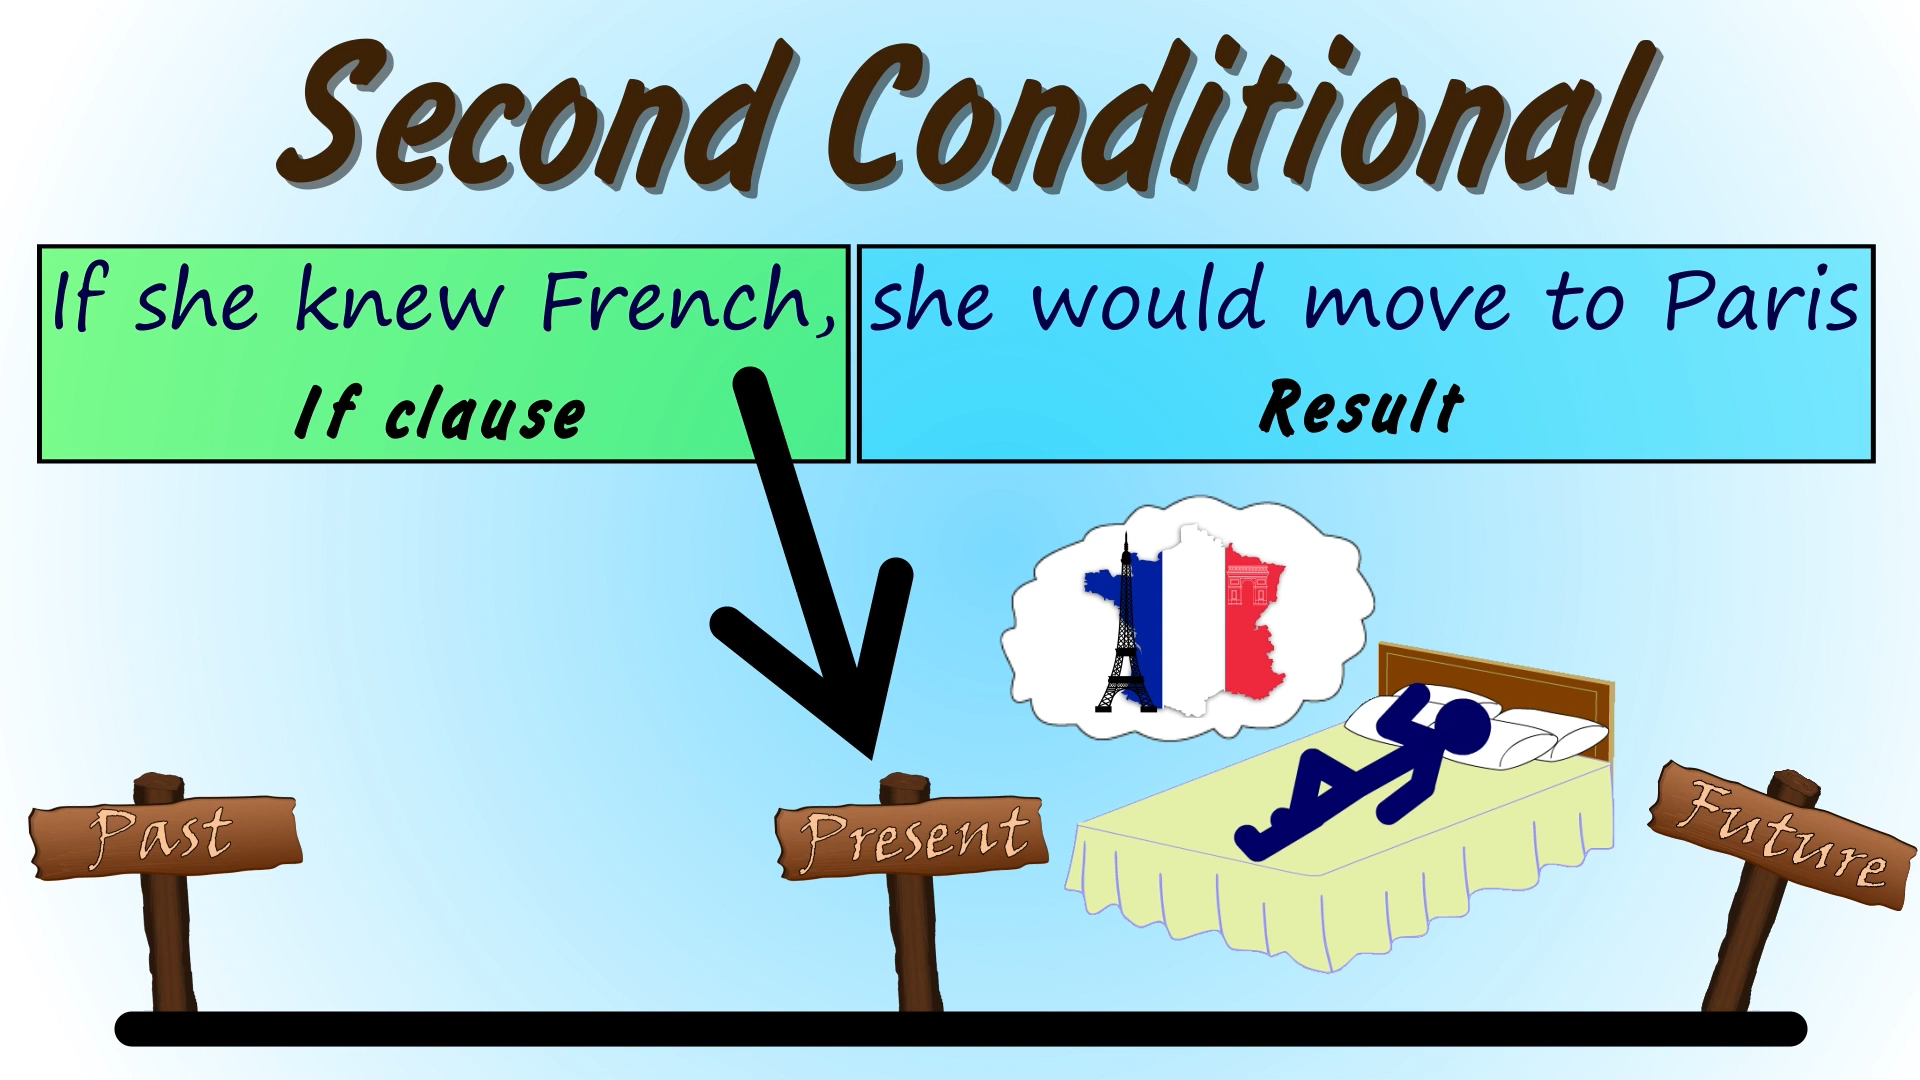 Second Conditional
If she knew French, she would move to Paris
If clause
Result
Past
Present
Future